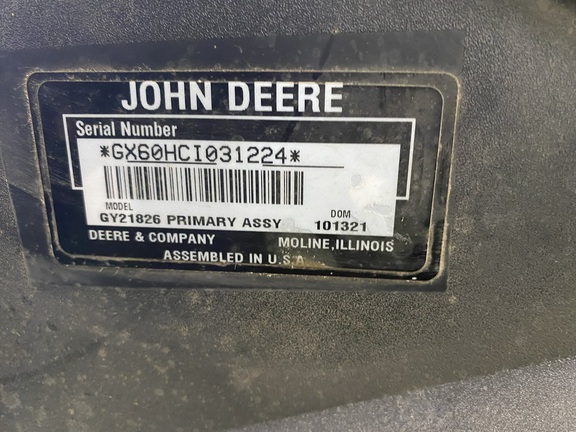 JOHN DEERE
Serial Number
*GX60HCI031224*
MODEL DOM
GY21826 PRIMARY ASSY 101321
DEERE & COMPANY MOLINE,ILLINOIS
ASSEMBLED IN U.S.A